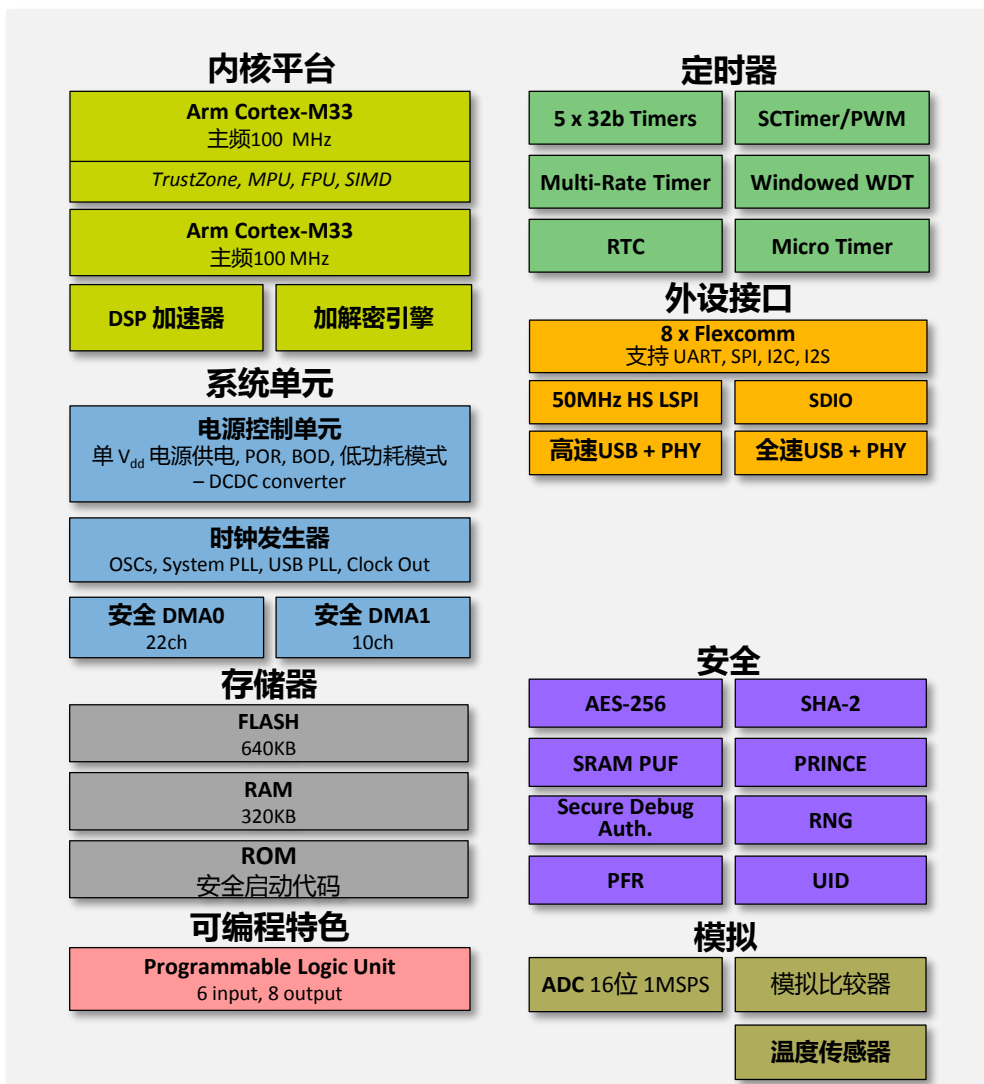 内核平台
Arm Cortex-M33
主频100 MHz
TrustZone, MPU, FPU, SIMD
Arm Cortex-M33
主频100 MHz
DSP 加速器
加解密引擎
系统单元
电源控制单元
单 Vdd 电源供电, POR, BOD, 低功耗模式
– DCDC converter
时钟发生器
OSCs, System PLL, USB PLL, Clock Out
安全 DMA0
22ch
安全 DMA1
10ch
存储器
FLASH
640KB
RAM
320KB
ROM
安全启动代码
可编程特色
Programmable Logic Unit
6 input, 8 output
定时器
5 x 32b Timers
SCTimer/PWM
Multi-Rate Timer
Windowed WDT
RTC
Micro Timer
外设接口
8 x Flexcomm
支持 UART, SPI, I2C, I2S
50MHz HS LSPI
SDIO
高速USB + PHY
全速USB + PHY
安全
AES-256
SHA-2
SRAM PUF
PRINCE
Secure Debug
Auth.
RNG
PFR
UID
模拟
ADC 16位 1MSPS
模拟比较器
温度传感器